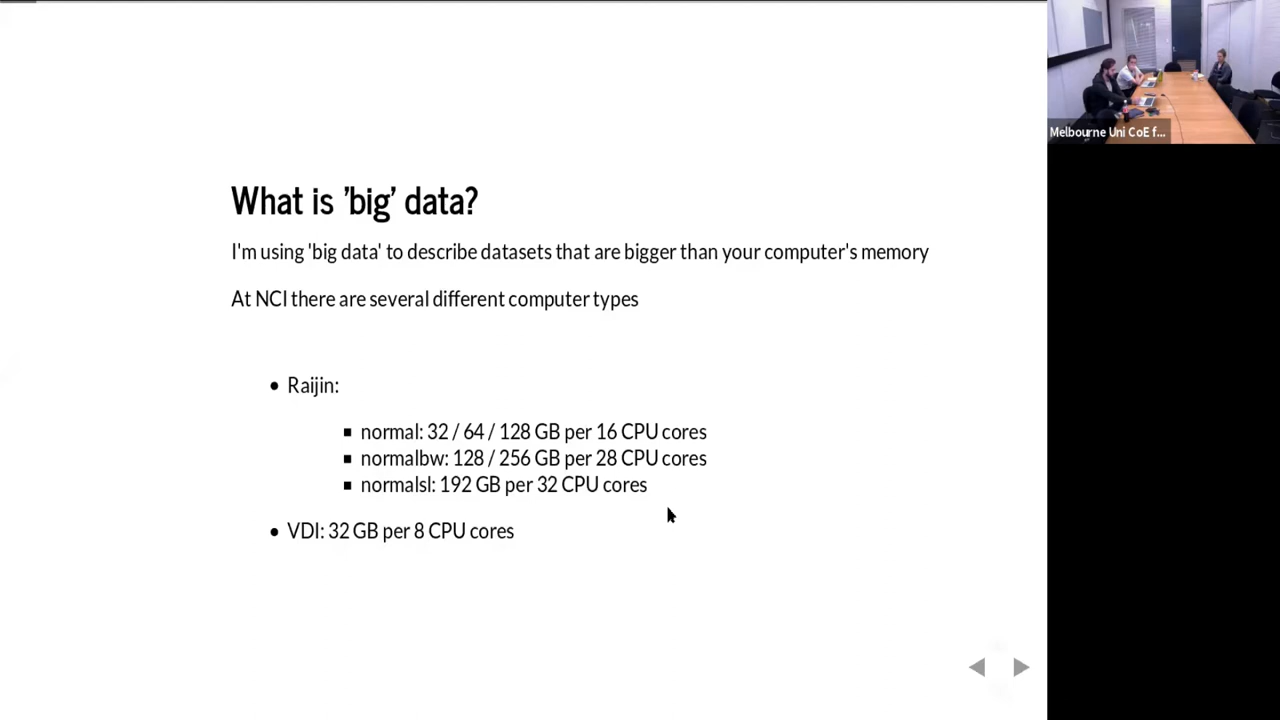 What is 'big' data?
I'm using 'big data' to describe datasets that are bigger than your computer's memory
At NCI there are several different computer types
• Raijin:
▪ normal: 32 / 64 / 128 GB per 16 CPU cores
▪ normalbw: 128 / 256 GB per 28 CPU cores
▪ normalsl: 192 GB per 32 CPU cores
• VDI: 32 GB per 8 CPU cores
Melbourne Uni CoE f...